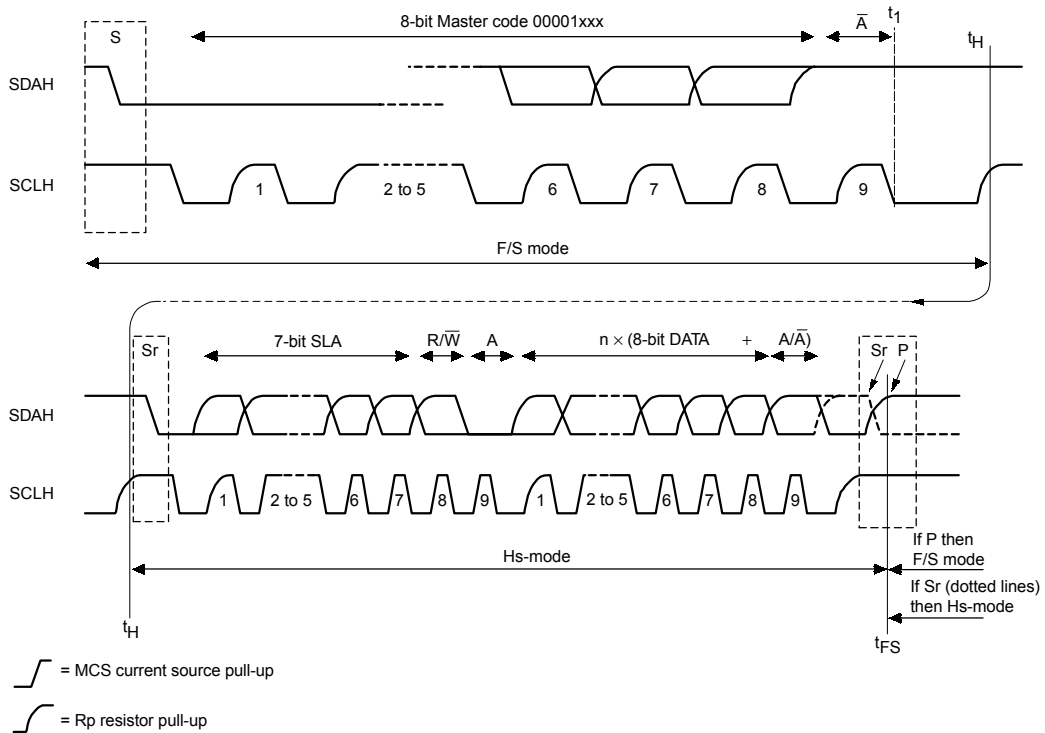 8-bit Master code 00001xxx
S
A̅
t1
tH
SDAH
SCLH
1
2 to 5
6
7
8
9
F/S mode
Sr
7-bit SLA
R/W̅
A
n × (8-bit DATA + A/A̅)
Sr P
SDAH
SCLH
1
2 to 5
6
7
8
9
1
2 to 5
6
7
8
9
Hs-mode
If P then
F/S mode
If Sr (dotted lines)
then Hs-mode
tH
tFS
= MCS current source pull-up
= Rp resistor pull-up